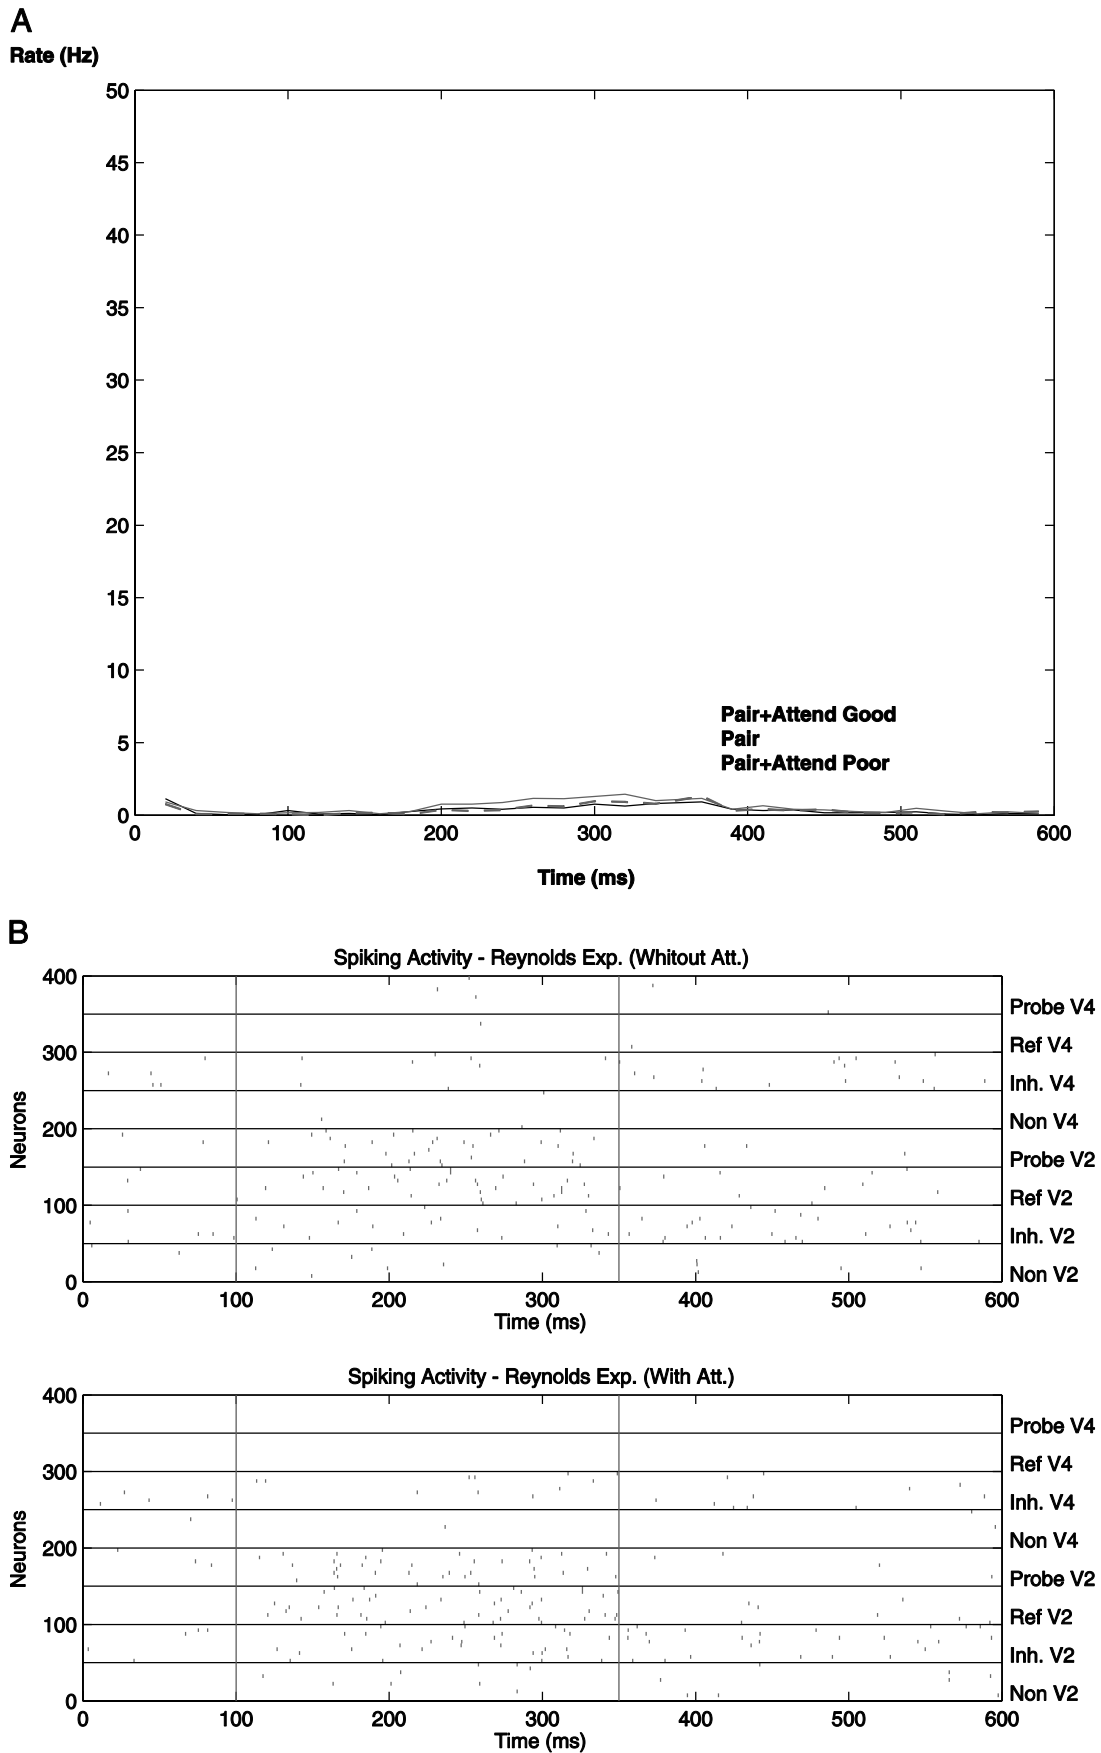 A
Rate (Hz)
50
45
40
35
30
25
20
15
10
5
0
Pair+Attend Good
Pair
Pair+Attend Poor
0 100 200 300 400 500 600
Time (ms)
B
Spiking Activity - Reynolds Exp. (Whitout Att.)
400
300
200
100
0
Neurons
Probe V4
Ref V4
Inh. V4
Non V4
Probe V2
Ref V2
Inh. V2
Non V2
0 100 200 300 400 500 600
Time (ms)
Spiking Activity - Reynolds Exp. (With Att.)
400
300
200
100
0
Neurons
Probe V4
Ref V4
Inh. V4
Non V4
Probe V2
Ref V2
Inh. V2
Non V2
0 100 200 300 400 500 600
Time (ms)